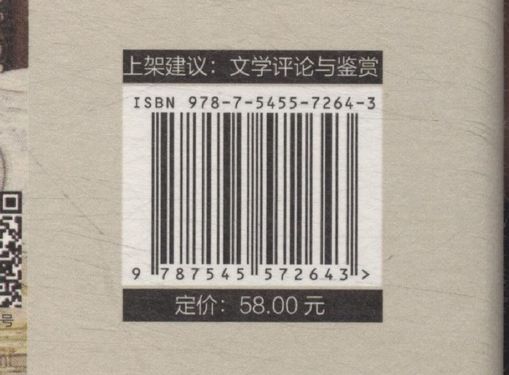 上架建议：文学评论与鉴赏
ISBN 978-7-5455-7264-3
9 787545 572643 >
定价：58.00 元
号